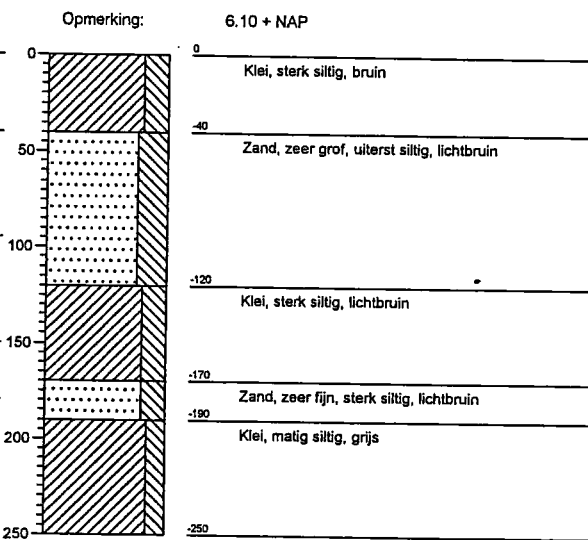 Opmerking: 6.10 + NAP
0
0
Klei, sterk siltig, bruin
-40
Zand, zeer grof, uiterst siltig, lichtbruin
50
100
-120
Klei, sterk siltig, lichtbruin
150
-170
Zand, zeer fijn, sterk siltig, lichtbruin
-190
Klei, matig siltig, grijs
200
-250
250